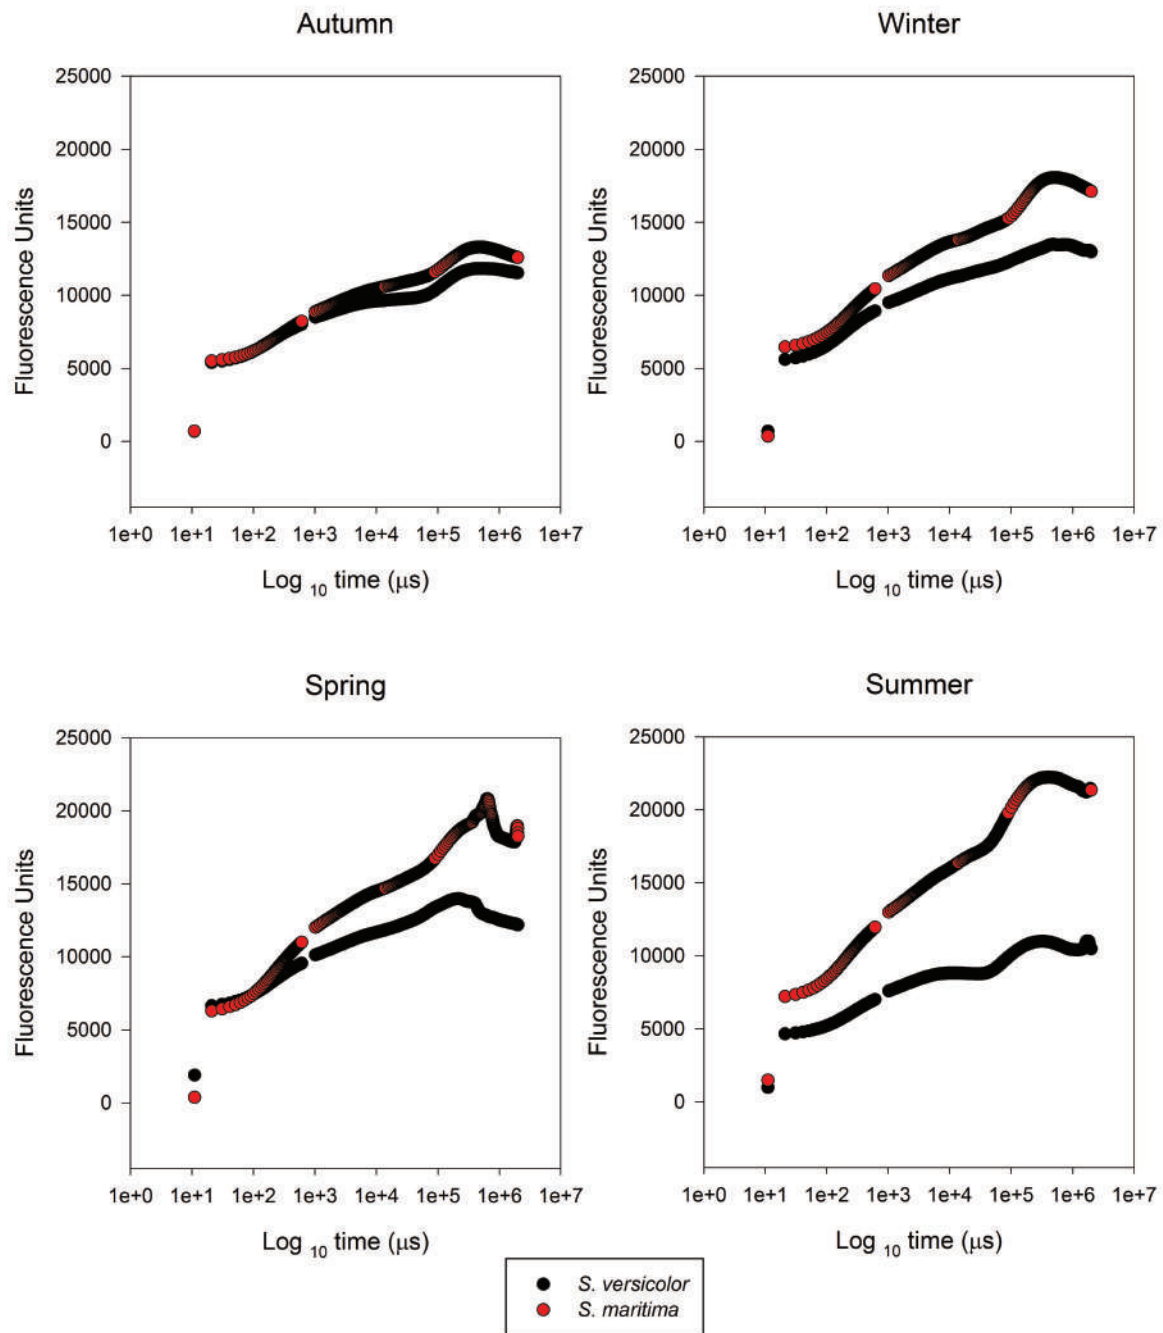 Autumn
25000
20000
15000
10000
5000
0
Fluorescence Units
1e+0 1e+1 1e+2 1e+3 1e+4 1e+5 1e+6 1e+7
Log 10 time (μs)
Winter
25000
20000
15000
10000
5000
0
Fluorescence Units
1e+0 1e+1 1e+2 1e+3 1e+4 1e+5 1e+6 1e+7
Log 10 time (μs)
Spring
25000
20000
15000
10000
5000
0
Fluorescence Units
1e+0 1e+1 1e+2 1e+3 1e+4 1e+5 1e+6 1e+7
Log 10 time (μs)
Summer
25000
20000
15000
10000
5000
0
Fluorescence Units
1e+0 1e+1 1e+2 1e+3 1e+4 1e+5 1e+6 1e+7
Log 10 time (μs)
S. versicolor
S. maritima